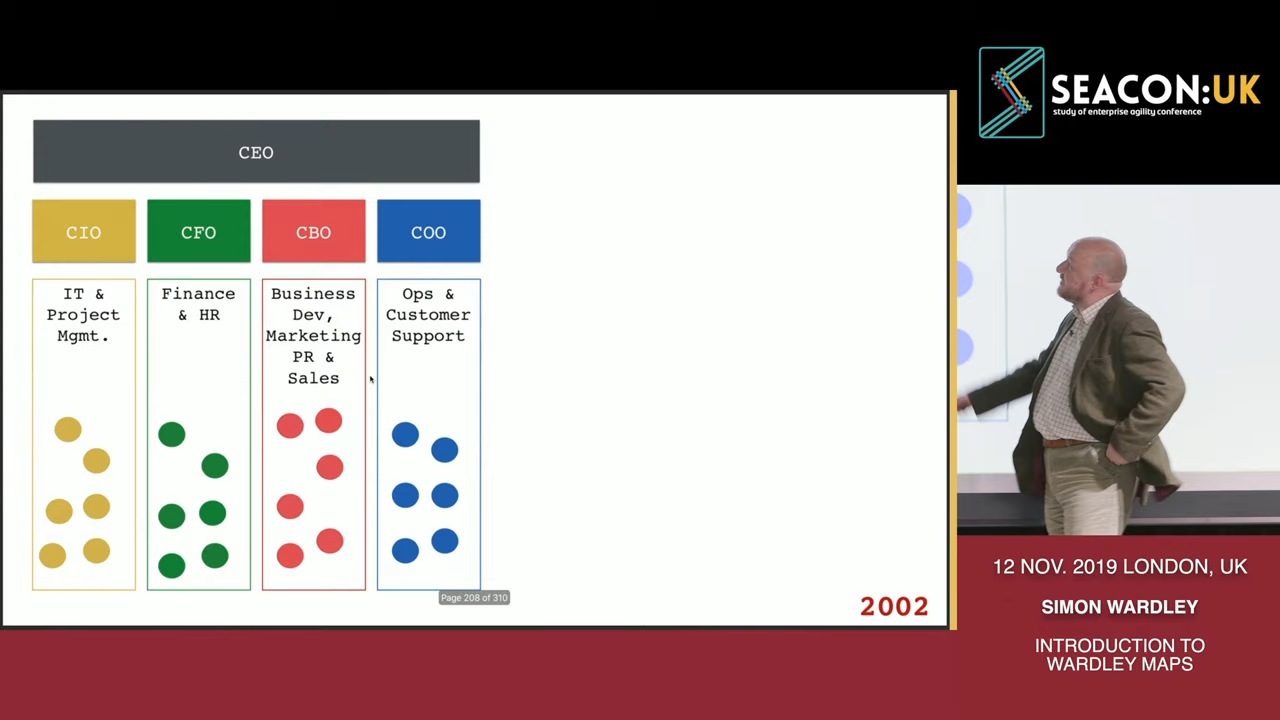 CEO
CIO
CFO
CBO
COO
IT &
Project
Mgmt.
Finance
& HR
Business
Dev,
Marketing
PR &
Sales
Ops &
Customer
Support
Page 208 of 310
2002
SEACON:UK
study of enterprise agility conference
12 NOV. 2019 LONDON, UK
SIMON WARDLEY
INTRODUCTION TO
WARDLEY MAPS